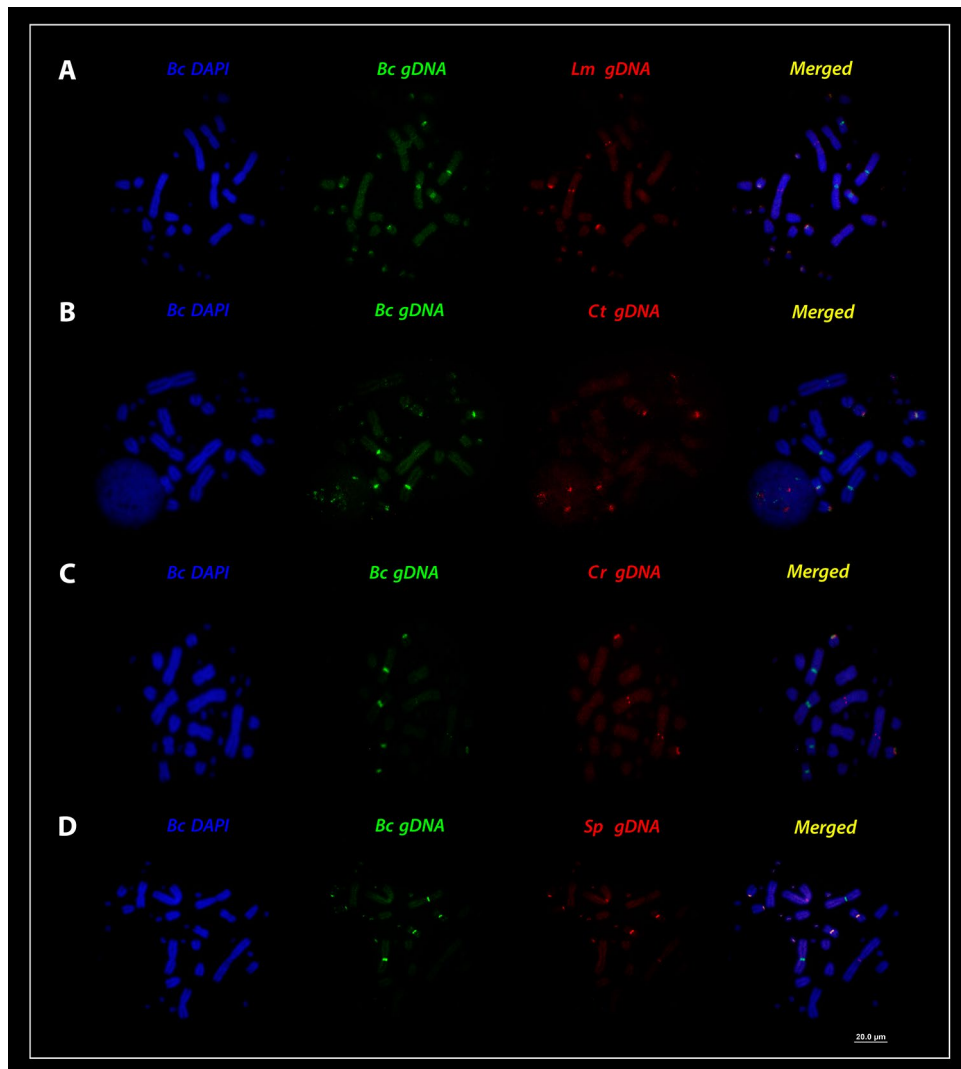 A Bc DAPI Bc gDNA Lm gDNA Merged
B Bc DAPI Bc gDNA Ct gDNA Merged
C Bc DAPI Bc gDNA Cr gDNA Merged
D Bc DAPI Bc gDNA Sp gDNA Merged
20.0 µm